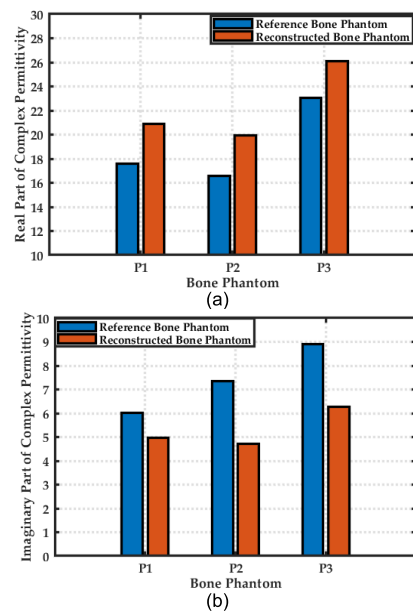 Real Part of Complex Permittivity
30
28
26
24
22
20
18
16
14
12
10
Reference Bone Phantom
Reconstructed Bone Phantom
P1 P2 P3
Bone Phantom
(a)
Imaginary Part of Complex Permittivity
10
9
8
7
6
5
4
3
2
1
0
Reference Bone Phantom
Reconstructed Bone Phantom
P1 P2 P3
Bone Phantom
(b)